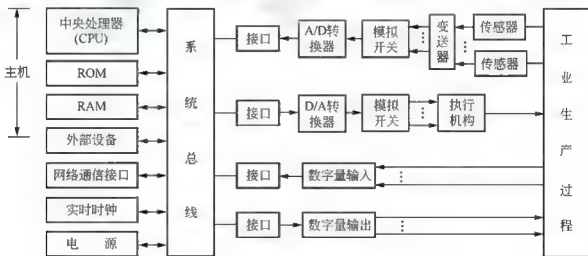 主机
中央处理器
(CPU)
ROM
RAM
外部设备
网络通信接口
实时时钟
电 源
系统总线
接口
A/D转
换器
模拟
开关
变送器
传感器
传感器
接口
D/A转
换器
模拟
开关
执行
机构
接口
数字量输入
接口
数字量输出
工业生产过程